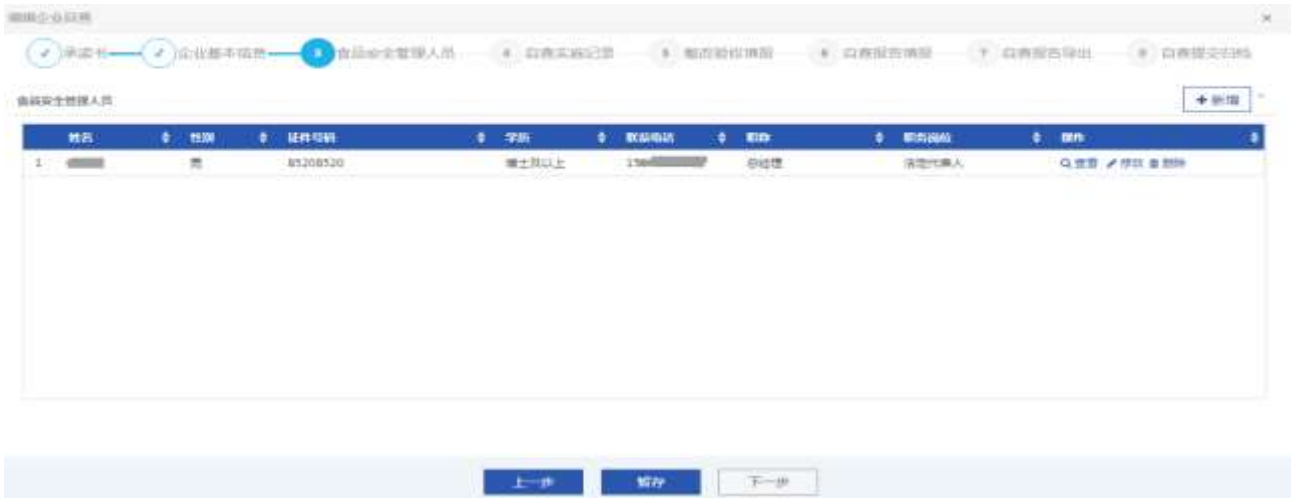 编辑企业自查
承诺书 企业基本信息 3 食品安全管理人员 4 自查实施记录 5 整改验收情况 6 自查报告填报 7 自查报告导出 8 自查提交归档
食品安全管理人员 新增
姓名 性别 证件号码 学历 联系电话 职称 职务岗位 操作
1 男 85208520 博士及以上 总经理 法定代表人 查看 修改 删除
上一步 暂存 下一步